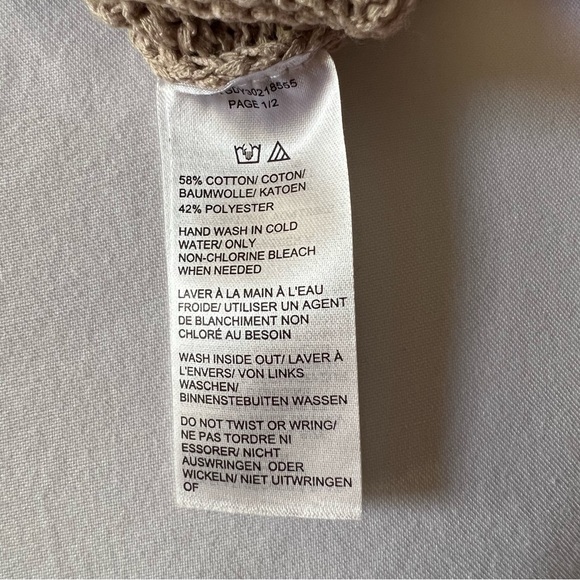 PAGE 1/2
58% COTTON/ COTON/
BAUMWOLLE/ KATOEN
42% POLYESTER
HAND WASH IN COLD
WATER/ ONLY
NON-CHLORINE BLEACH
WHEN NEEDED
LAVER À LA MAIN À L'EAU
FROIDE/ UTILISER UN AGENT
DE BLANCHIMENT NON
CHLORÉ AU BESOIN
WASH INSIDE OUT/ LAVER À
L'ENVERS/ VON LINKS
WASCHEN/
BINNENSTEBUITEN WASSEN
DO NOT TWIST OR WRING/
NE PAS TORDRE NI
ESSORER/ NICHT
AUSWRINGEN ODER
WICKELN/ NIET UITWRINGEN
OF